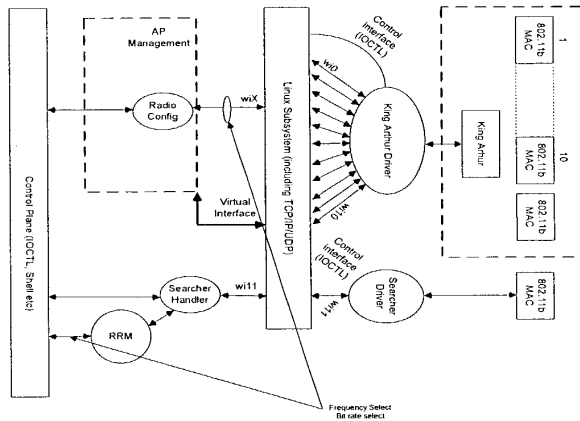 AP
Management
Radio
Config
wiX
Virtual
Interface
Control Plane (IOCTL, Shell etc)
Linux Subsystem (including TCP/IP/UDP)
Control
interface
(IOCTL)
wi0
wi10
King Arthur Driver
King Arhur
1
802.11b
MAC
10
802.11b
MAC
802.11b
MAC
Searcher
Handler
wi11
RRM
Control
interface
(IOCTL)
wi11
Searcher
Driver
802.11b
MAC
Frequency Select
Bit rate select